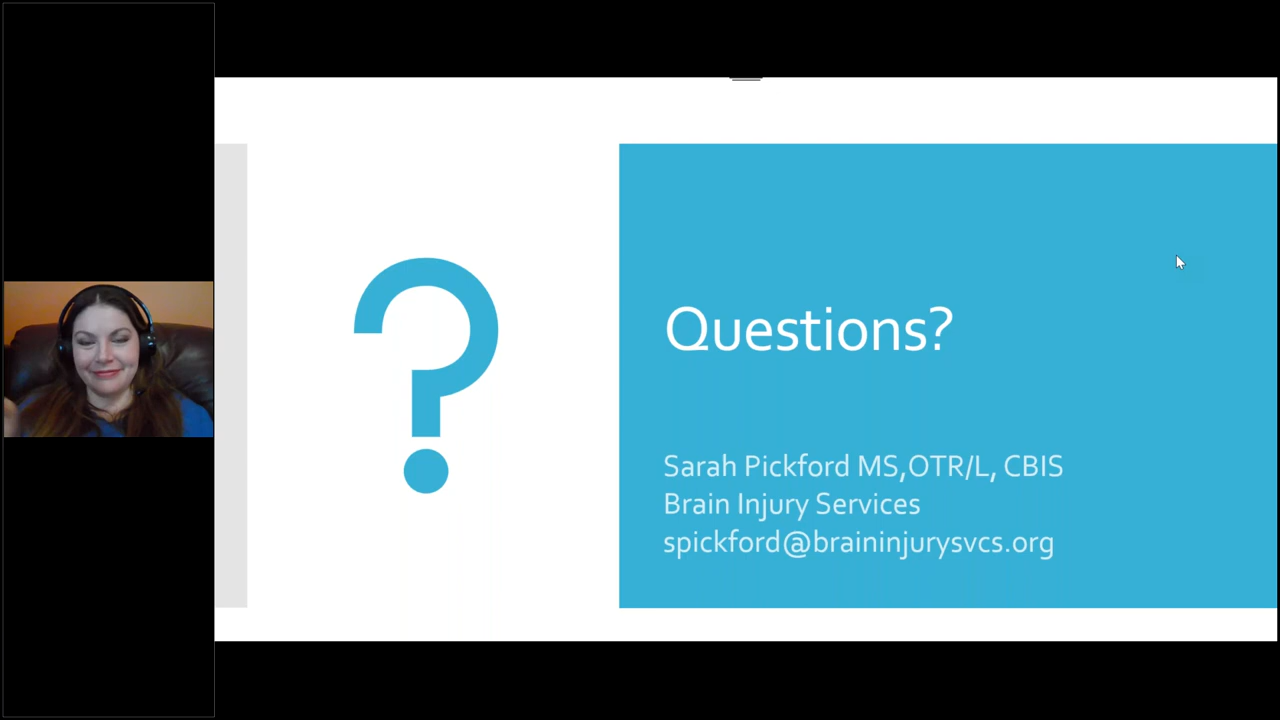 ?
Questions?
Sarah Pickford MS,OTR/L, CBIS
Brain Injury Services
spickford@braininjurysvcs.org